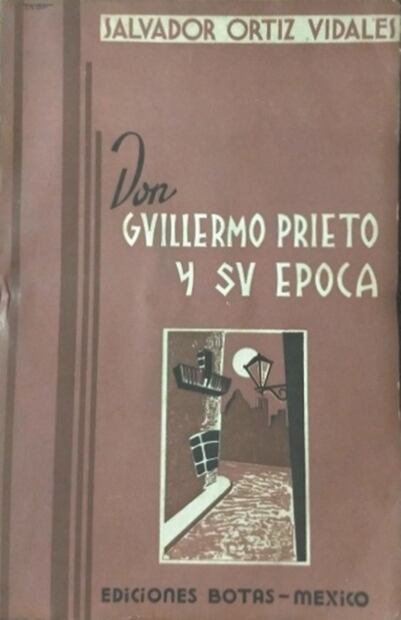 SALVADOR ORTIZ VIDALES
Don
GVILLERMO PRIETO
Y SV EPOCA
EDICIONES BOTAS-MEXICO